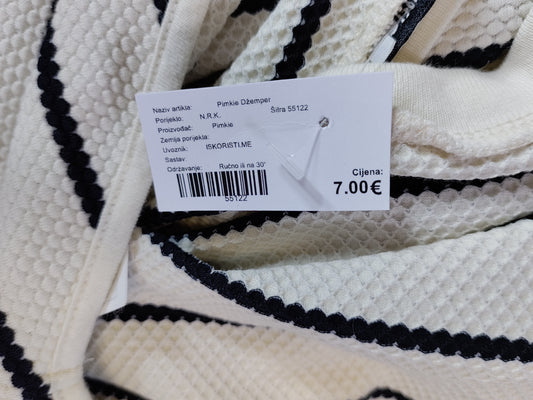 Naziv artikla: Pimkie Džemper
Porijeklo: N.R.K. Šifra 55122
Proizvođač: Pimkie
Zemlja porijekla:
Uvoznik: ISKORISTI.ME
Sastav
Održavanje: Ručno iš na 30°
55122
Cijena:
7.00€